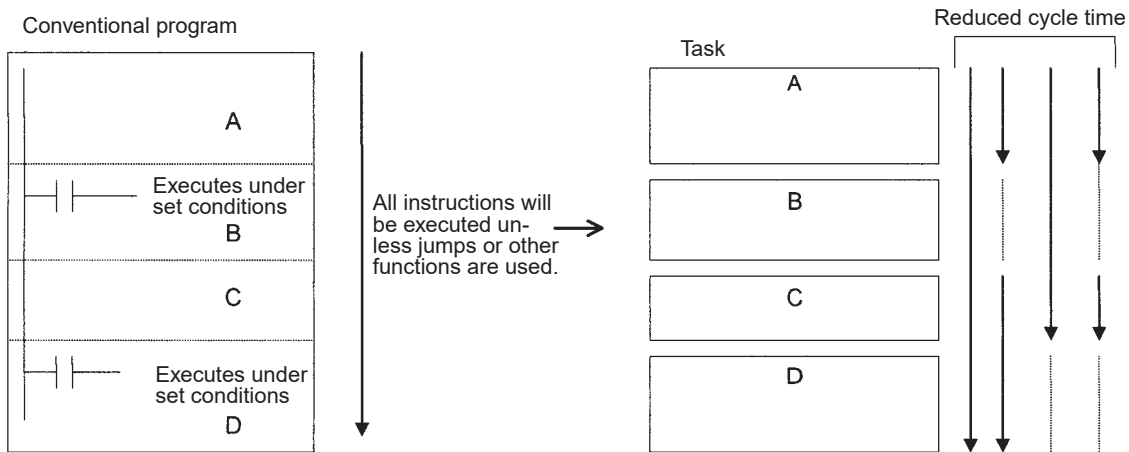 Conventional program
A
Executes under
set conditions
B
C
Executes under
set conditions
D
All instructions will
be executed un-
less jumps or other
functions are used.
Task
A
B
C
D
Reduced cycle time